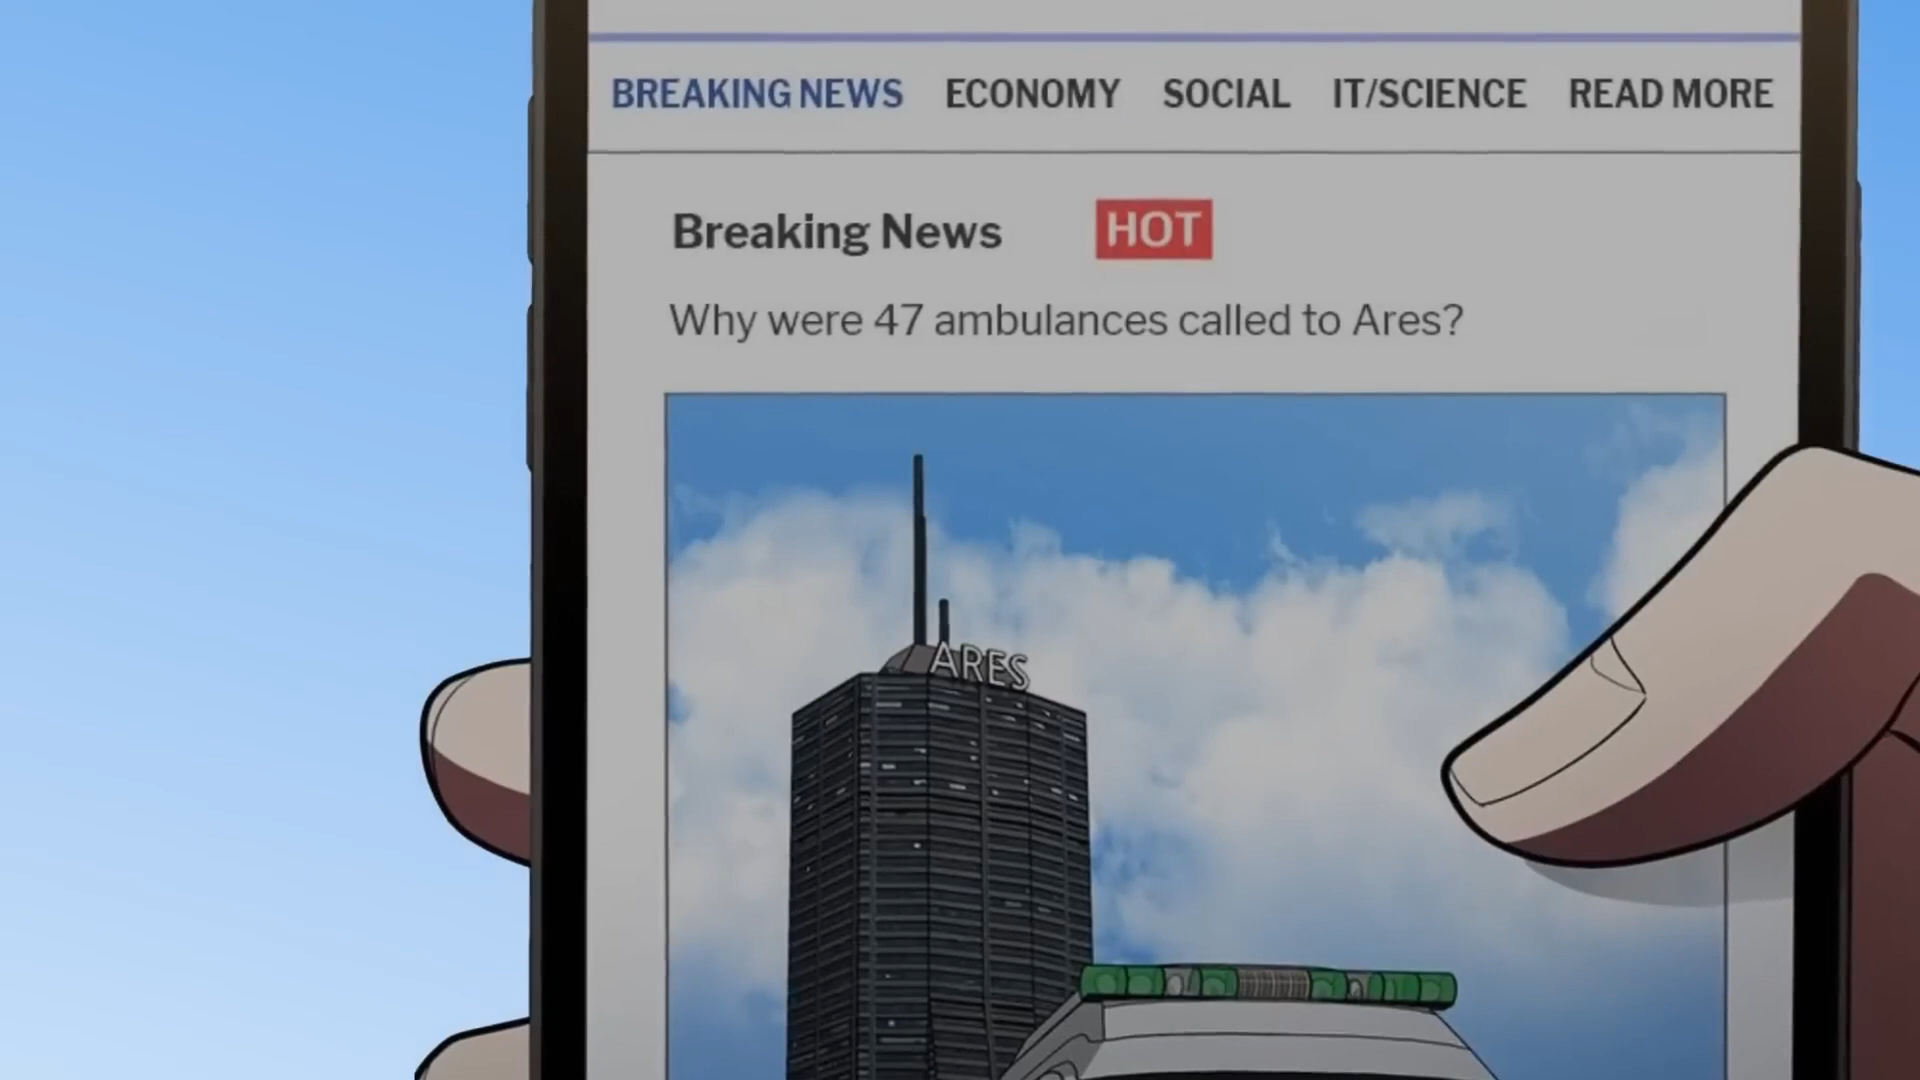 BREAKING NEWS ECONOMY SOCIAL IT/SCIENCE READ MORE
Breaking News HOT
Why were 47 ambulances called to Ares?
ARES